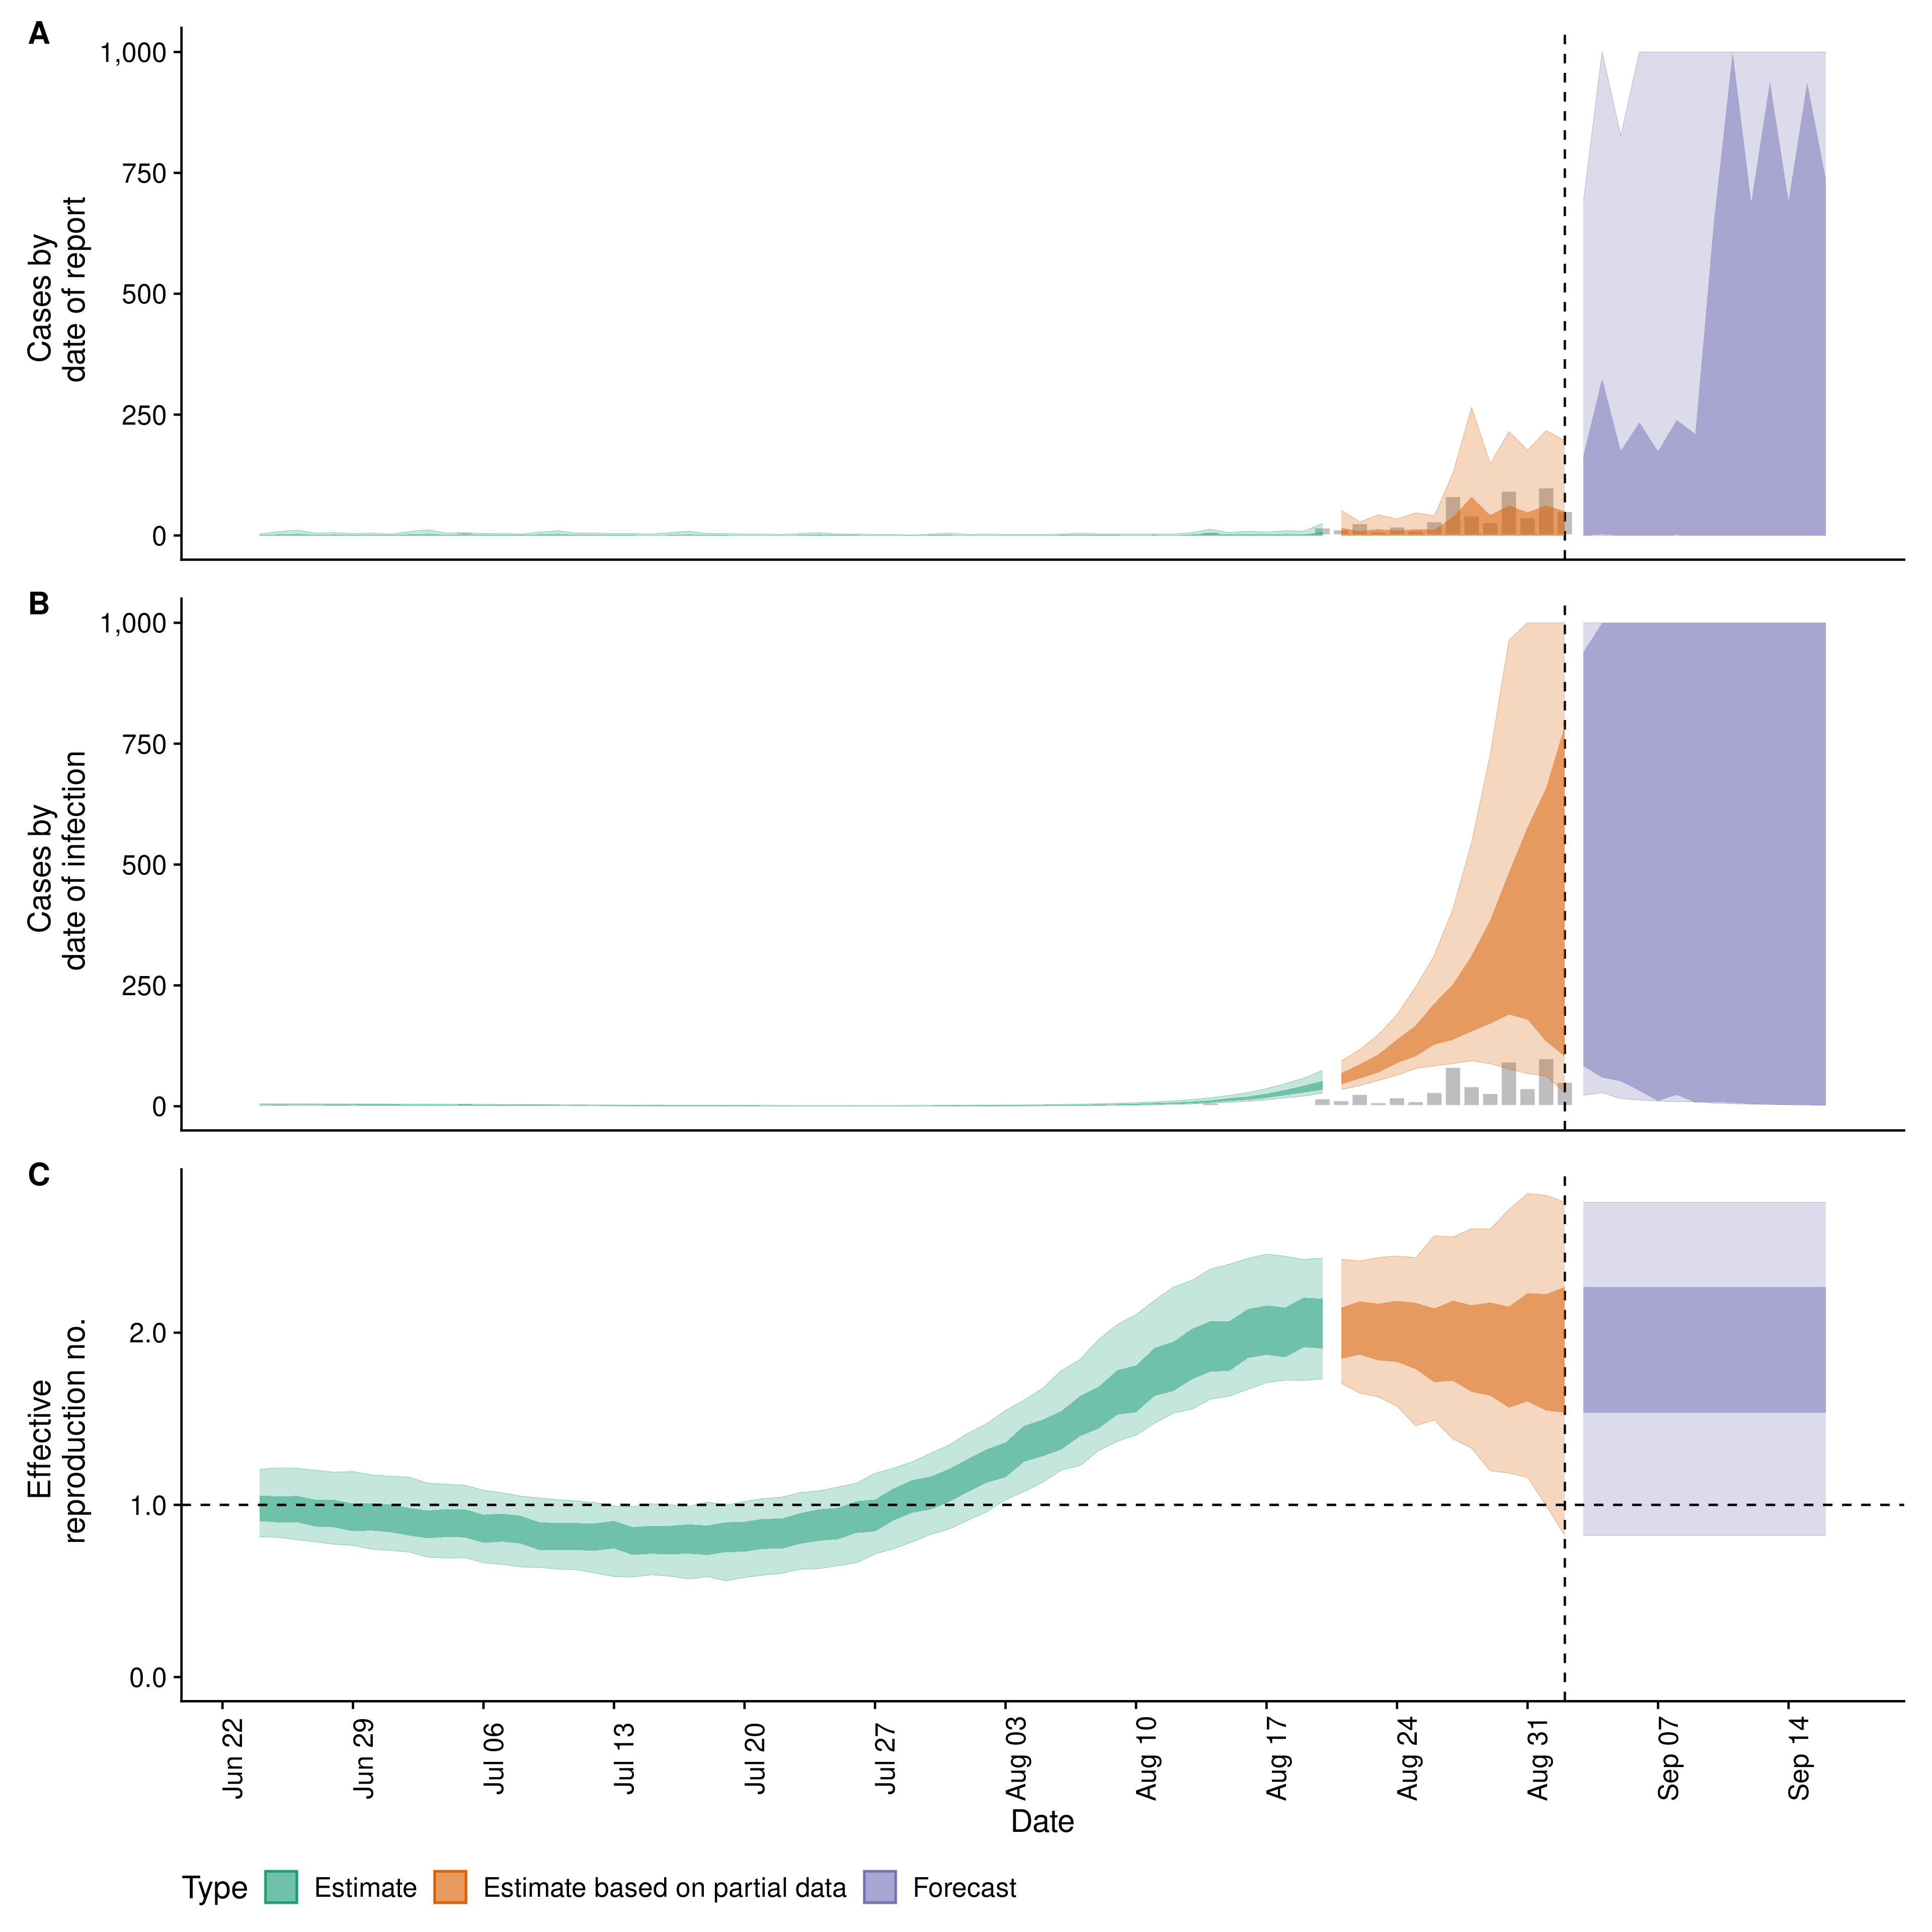 A
1,000
750
500
250
0
Cases by
date of report
B
1,000
750
500
250
0
Cases by
date of infection
C
2.0
1.0
0.0
Effective
reproduction no.
Jun 22
Jun 29
Jul 06
Jul 13
Jul 20
Jul 27
Aug 03
Aug 10
Aug 17
Aug 24
Aug 31
Sep 07
Sep 14
Date
Type Estimate Estimate based on partial data Forecast